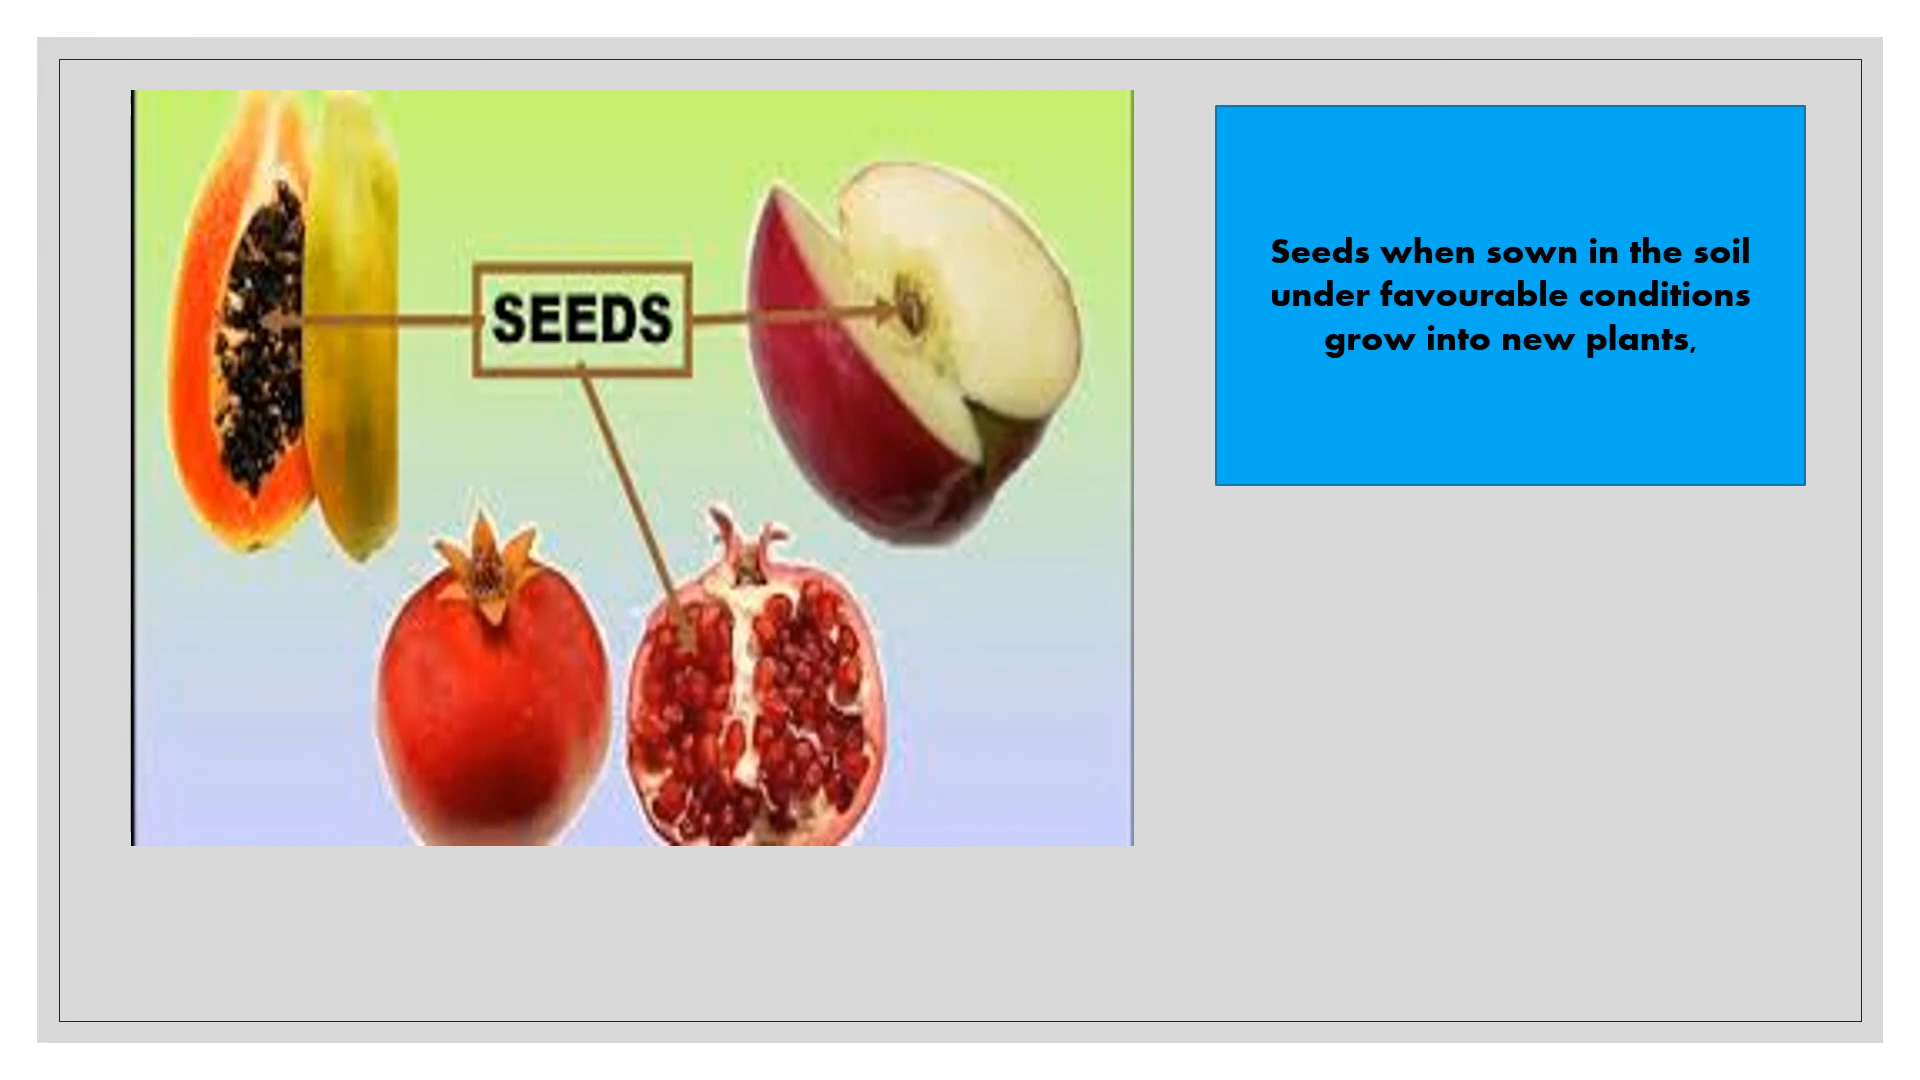 SEEDS
Seeds when sown in the soil
under favourable conditions
grow into new plants,